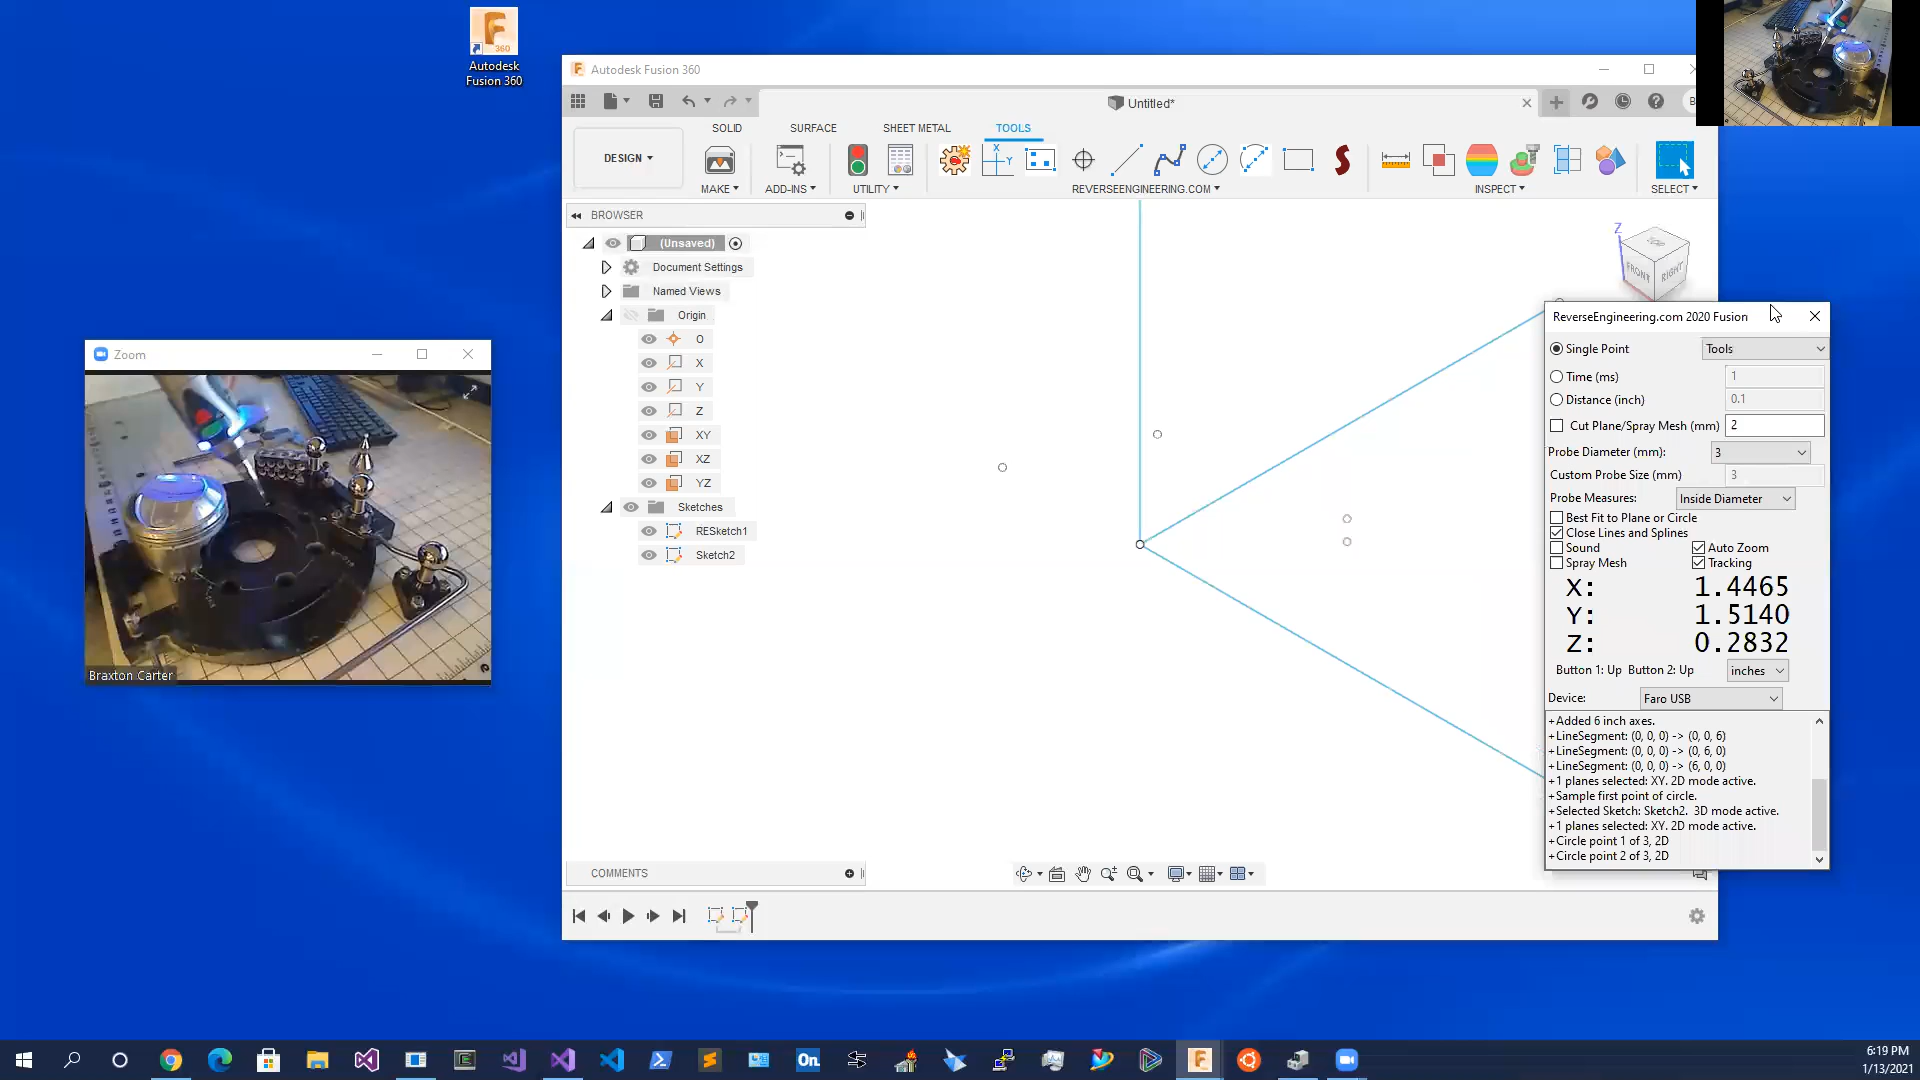 Autodesk
Fusion 360
Autodesk Fusion 360
Untitled*
SOLID
SURFACE
SHEET METAL
TOOLS
DESIGN
MAKE
ADD-INS
UTILITY
REVERSEENGINEERING.COM
INSPECT
SELECT
BROWSER
(Unsaved)
Document Settings
Named Views
Origin
O
X
Y
Z
XY
XZ
YZ
Sketches
RESketch1
Sketch2
Z
TOP
FRONT
RIGHT
Zoom
Braxton Carter
ReverseEngineering.com 2020 Fusion
Single Point
Tools
Time (ms)
1
Distance (inch)
0.1
Cut Plane/Spray Mesh (mm)
2
Probe Diameter (mm):
3
Custom Probe Size (mm)
3
Probe Measures:
Inside Diameter
Best Fit to Plane or Circle
Close Lines and Splines
Sound
Auto Zoom
Spray Mesh
Tracking
X: 1.4465
Y: 1.5140
Z: 0.2832
Button 1: Up Button 2: Up
inches
Device:
Faro USB
+Added 6 inch axes.
+LineSegment: (0, 0, 0) -> (0, 0, 6)
+LineSegment: (0, 0, 0) -> (0, 6, 0)
+LineSegment: (0, 0, 0) -> (6, 0, 0)
+1 planes selected: XY. 2D mode active.
+Sample first point of circle.
+Selected Sketch: Sketch2. 3D mode active.
+1 planes selected: XY. 2D mode active.
+Circle point 1 of 3, 2D
+Circle point 2 of 3, 2D
COMMENTS
On.
6:19 PM
1/13/2021